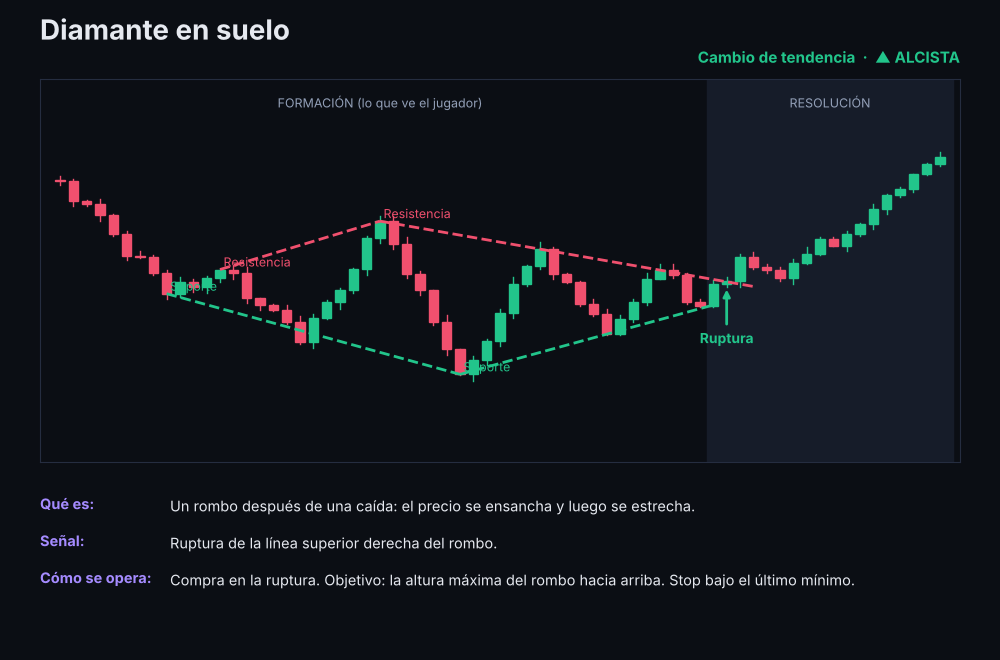 Diamante en suelo
Cambio de tendencia · ▲ ALCISTA
FORMACIÓN (lo que ve el jugador)
RESOLUCIÓN
Resistencia
Resistencia
Soporte
Soporte
Ruptura
Qué es: Un rombo después de una caída: el precio se ensancha y luego se estrecha.
Señal: Ruptura de la línea superior derecha del rombo.
Cómo se opera: Compra en la ruptura. Objetivo: la altura máxima del rombo hacia arriba. Stop bajo el último mínimo.